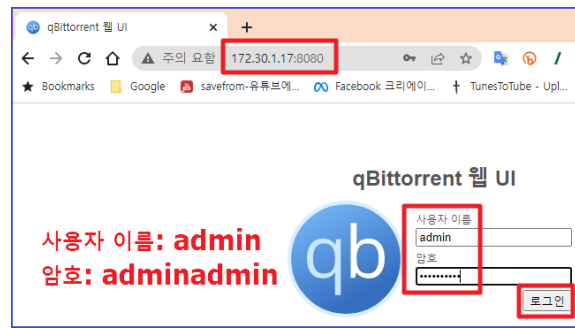 qBittorrent 웹 UI
주의 요함 172.30.1.17:8080
Bookmarks Google savefrom-유튜브에... Facebook 크리에이... TunesToTube - Upl...
qBittorrent 웹 UI
qb
사용자 이름
admin
암호
••••••••••
로그인
사용자 이름: admin
암호: adminadmin